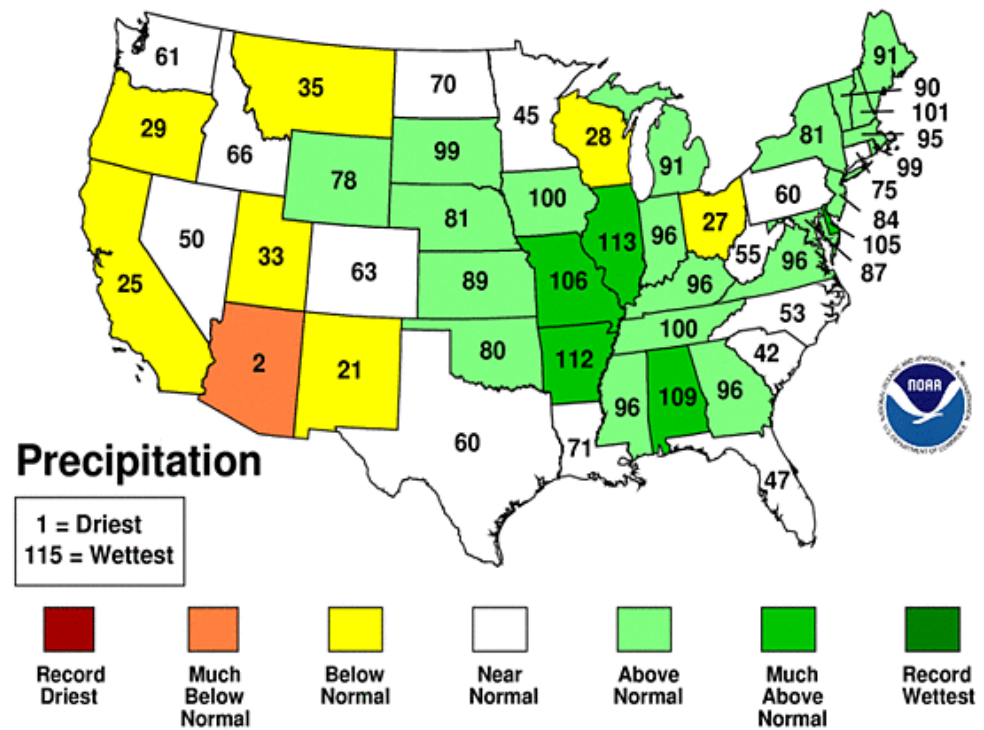 61
35
70
45
91
90
101
95
99
75
84
105
87
29
66
78
99
28
91
81
60
100
81
50
33
63
89
113
96
27
55
96
25
106
96
53
2
21
80
112
100
42
96
109
96
60
71
47
NOAA
Precipitation
1 = Driest
115 = Wettest
Record
Driest
Much
Below
Normal
Below
Normal
Near
Normal
Above
Normal
Much
Above
Normal
Record
Wettest